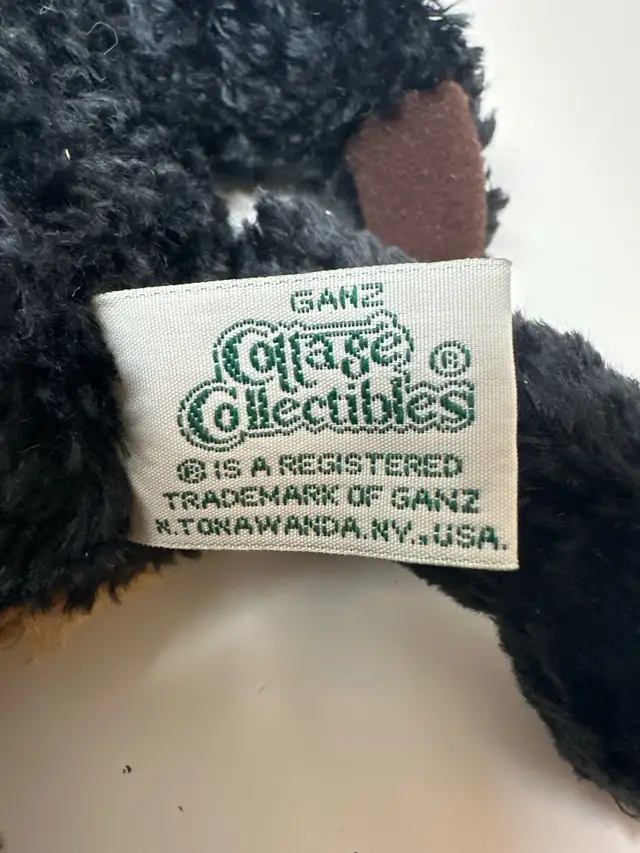 GANZ
Cottage
Collectibles ®
® IS A REGISTERED
TRADEMARK OF GANZ
N.TONAWANDA.NY., USA.